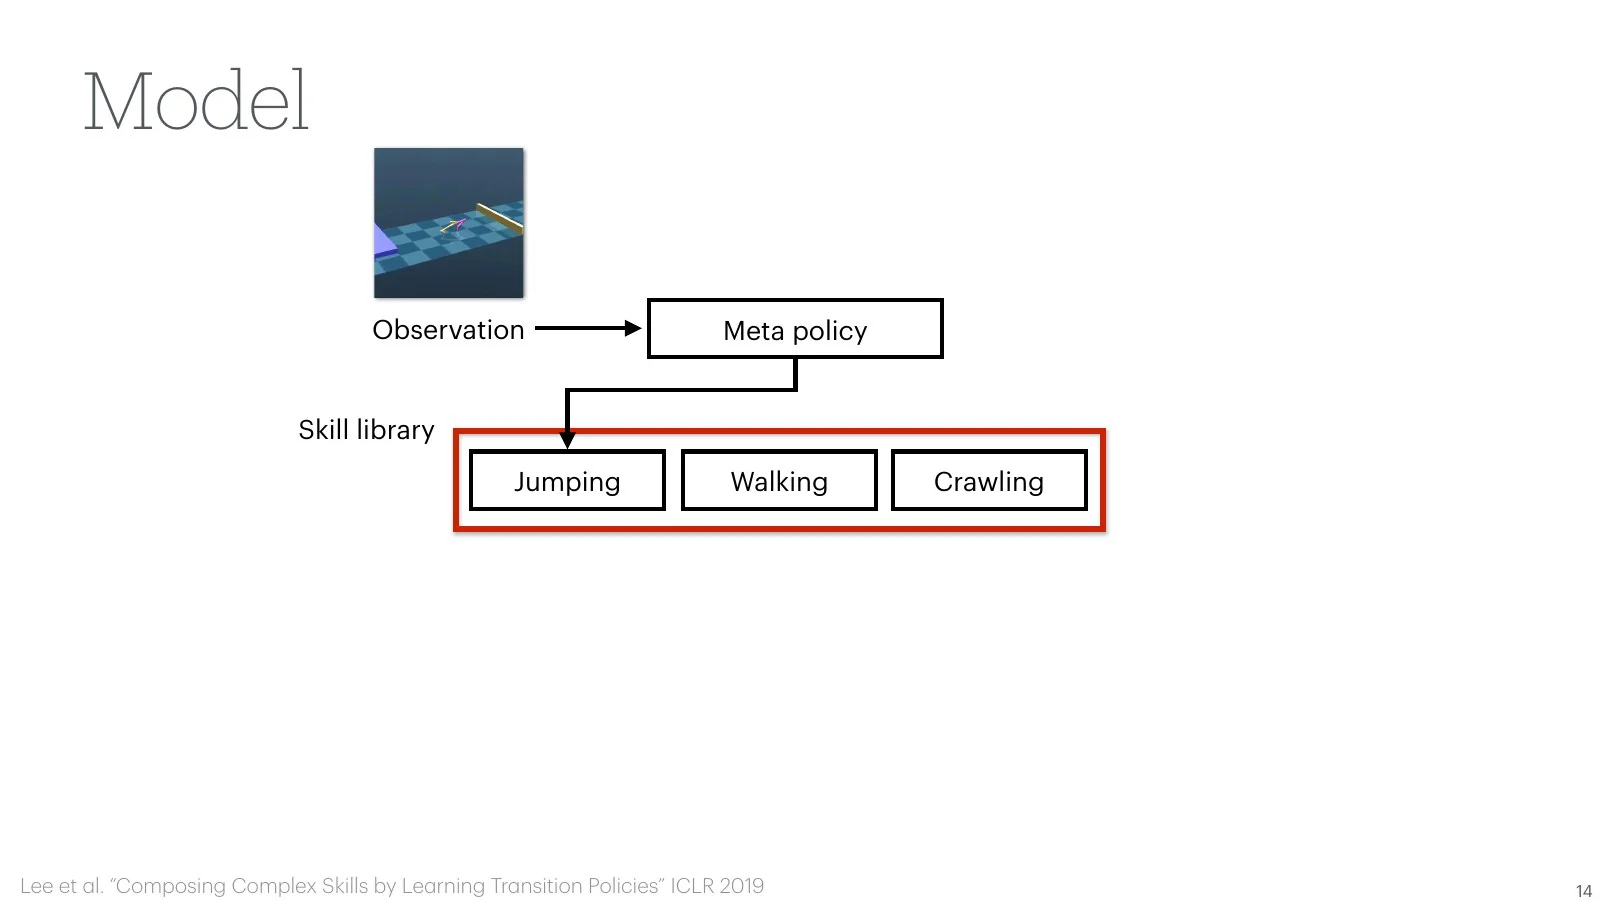 Model
Observation
Meta policy
Skill library
Jumping
Walking
Crawling
Lee et al. “Composing Complex Skills by Learning Transition Policies” ICLR 2019
14